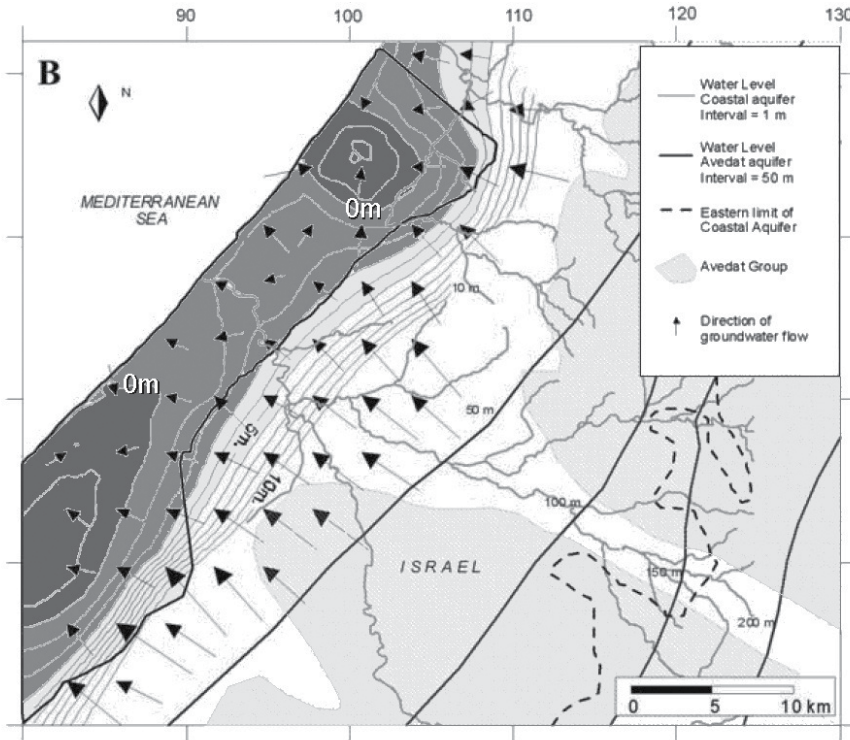 90 100 110 120 130
B
N
MEDITERRANEAN
SEA
Water Level
Coastal aquifer
Interval = 1 m
Water Level
Avedat aquifer
Interval = 50 m
Eastern limit of
Coastal Aquifer
Avedat Group
Direction of
groundwater flow
0m
10 m
0m
50 m
5m.
10m.
100 m
ISRAEL
150 m
200 m
0 5 10 km